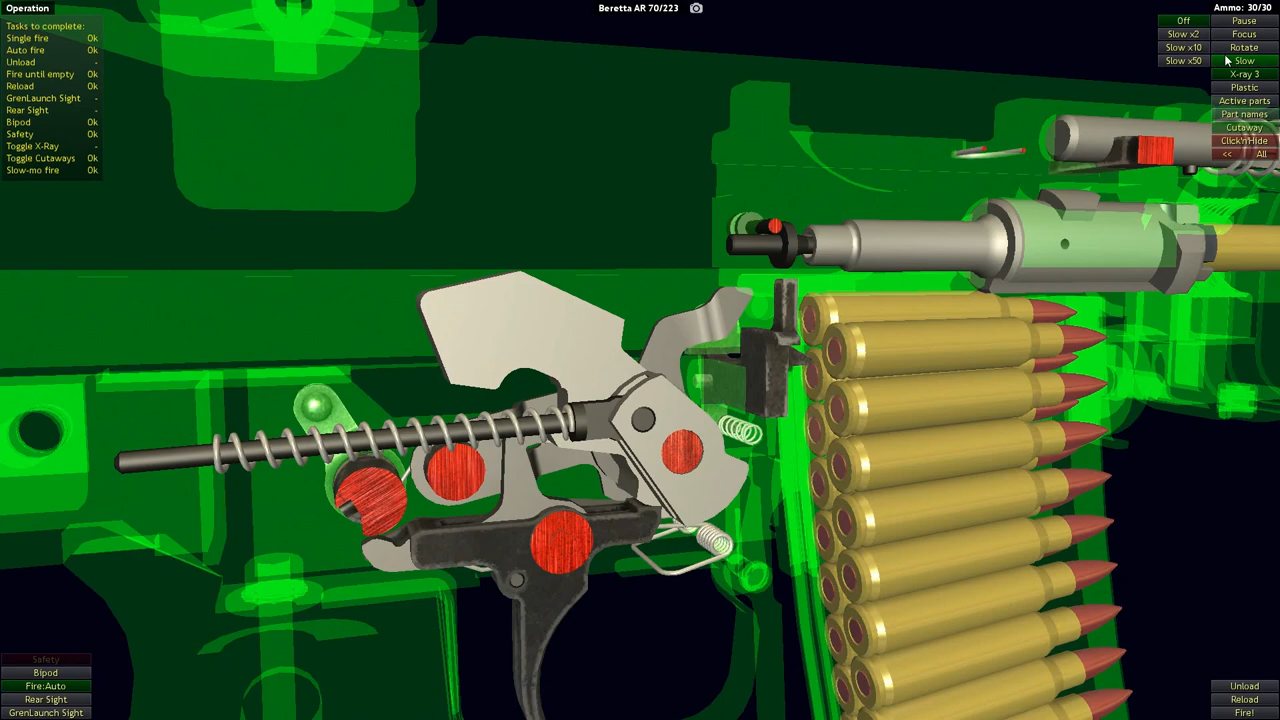 Operation
Beretta AR 70/223
Ammo: 30/30
Tasks to complete:
Single fire Ok
Auto fire Ok
Unload -
Fire until empty Ok
Reload Ok
GrenLaunch Sight -
Rear Sight -
Bipod Ok
Safety Ok
Toggle X-Ray -
Toggle Cutaways Ok
Slow-mo fire Ok
Off Pause
Slow x2 Focus
Slow x10 Rotate
Slow x50 Slow
X-ray 3
Plastic
Active parts
Part names
Cutaway
Click'n'Hide
<< All
Safety
Bipod
Fire:Auto
Rear Sight
GrenLaunch Sight
Unload
Reload
Fire!